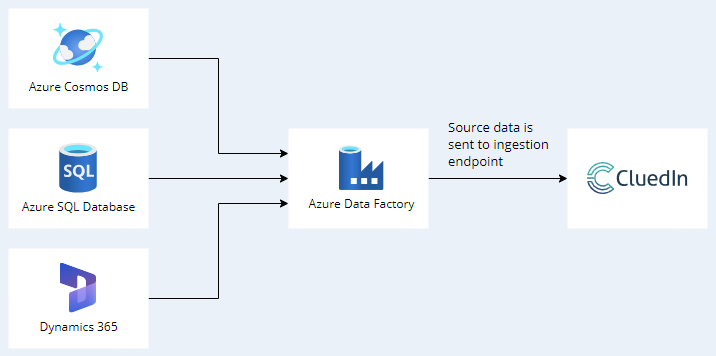 Azure Cosmos DB
SQL
Azure SQL Database
Dynamics 365
Azure Data Factory
Source data is
sent to ingestion
endpoint
CluedIn